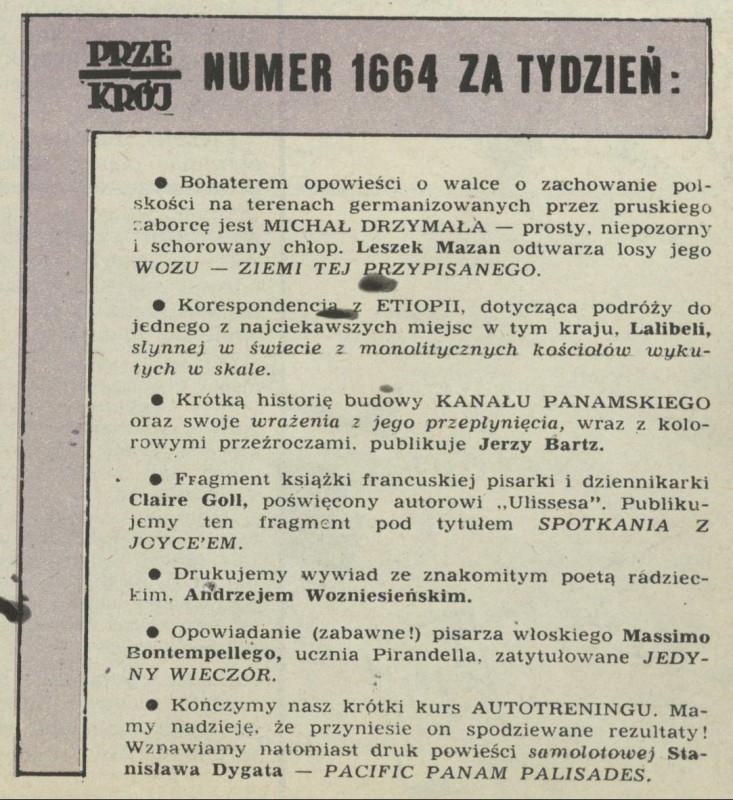 PRZE
KRÓJ
NUMER 1664 ZA TYDZIEŃ:
● Bohaterem opowieści o walce o zachowanie pol-
skości na terenach germanizowanych przez pruskiego
zaborcę jest MICHAŁ DRZYMAŁA — prosty, niepozorny
i schorowany chłop. Leszek Mazan odtwarza losy jego
WOZU — ZIEMI TEJ PRZYPISANEGO.
● Korespondencja z ETIOPII, dotycząca podróży do
jednego z najciekawszych miejsc w tym kraju, Lalibeli,
słynnej w świecie z monolitycznych kościołów wyku-
tych w skale.
● Krótką historię budowy KANAŁU PANAMSKIEGO
oraz swoje wrażenia z jego przepłynięcia, wraz z kolo-
rowymi przeźroczami, publikuje Jerzy Bartz.
● Fragment książki francuskiej pisarki i dziennikarki
Claire Goll, poświęcony autorowi „Ulissesa”. Publiku-
jemy ten fragment pod tytułem SPOTKANIA Z
JOYCE'EM.
● Drukujemy wywiad ze znakomitym poetą radziec-
kim, Andrzejem Wozniesieńskim.
● Opowiadanie (zabawne!) pisarza włoskiego Massimo
Bontempellego, ucznia Pirandella, zatytułowane JEDY-
NY WIECZÓR.
● Kończymy nasz krótki kurs AUTOTRENINGU. Ma-
my nadzieję, że przyniesie on spodziewane rezultaty!
Wznawiamy natomiast druk powieści samolotowej Sta-
nisława Dygata — PACIFIC PANAM PALISADES.